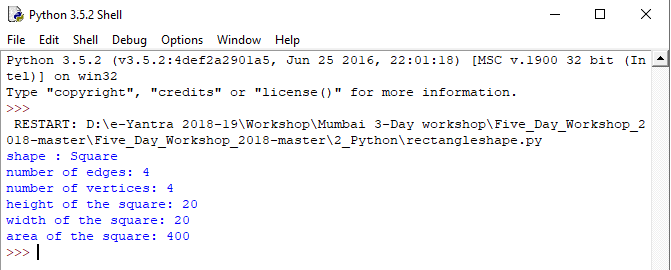 Python 3.5.2 Shell
File Edit Shell Debug Options Window Help
Python 3.5.2 (v3.5.2:4def2a2901a5, Jun 25 2016, 22:01:18) [MSC v.1900 32 bit (In
tel)] on win32
Type "copyright", "credits" or "license()" for more information.
>>>
RESTART: D:\e-Yantra 2018-19\Workshop\Mumbai 3-Day workshop\Five_Day_Workshop_2
018-master\Five_Day_Workshop_2018-master\2_Python\rectangleshape.py
shape : Square
number of edges: 4
number of vertices: 4
height of the square: 20
width of the square: 20
area of the square: 400
>>>